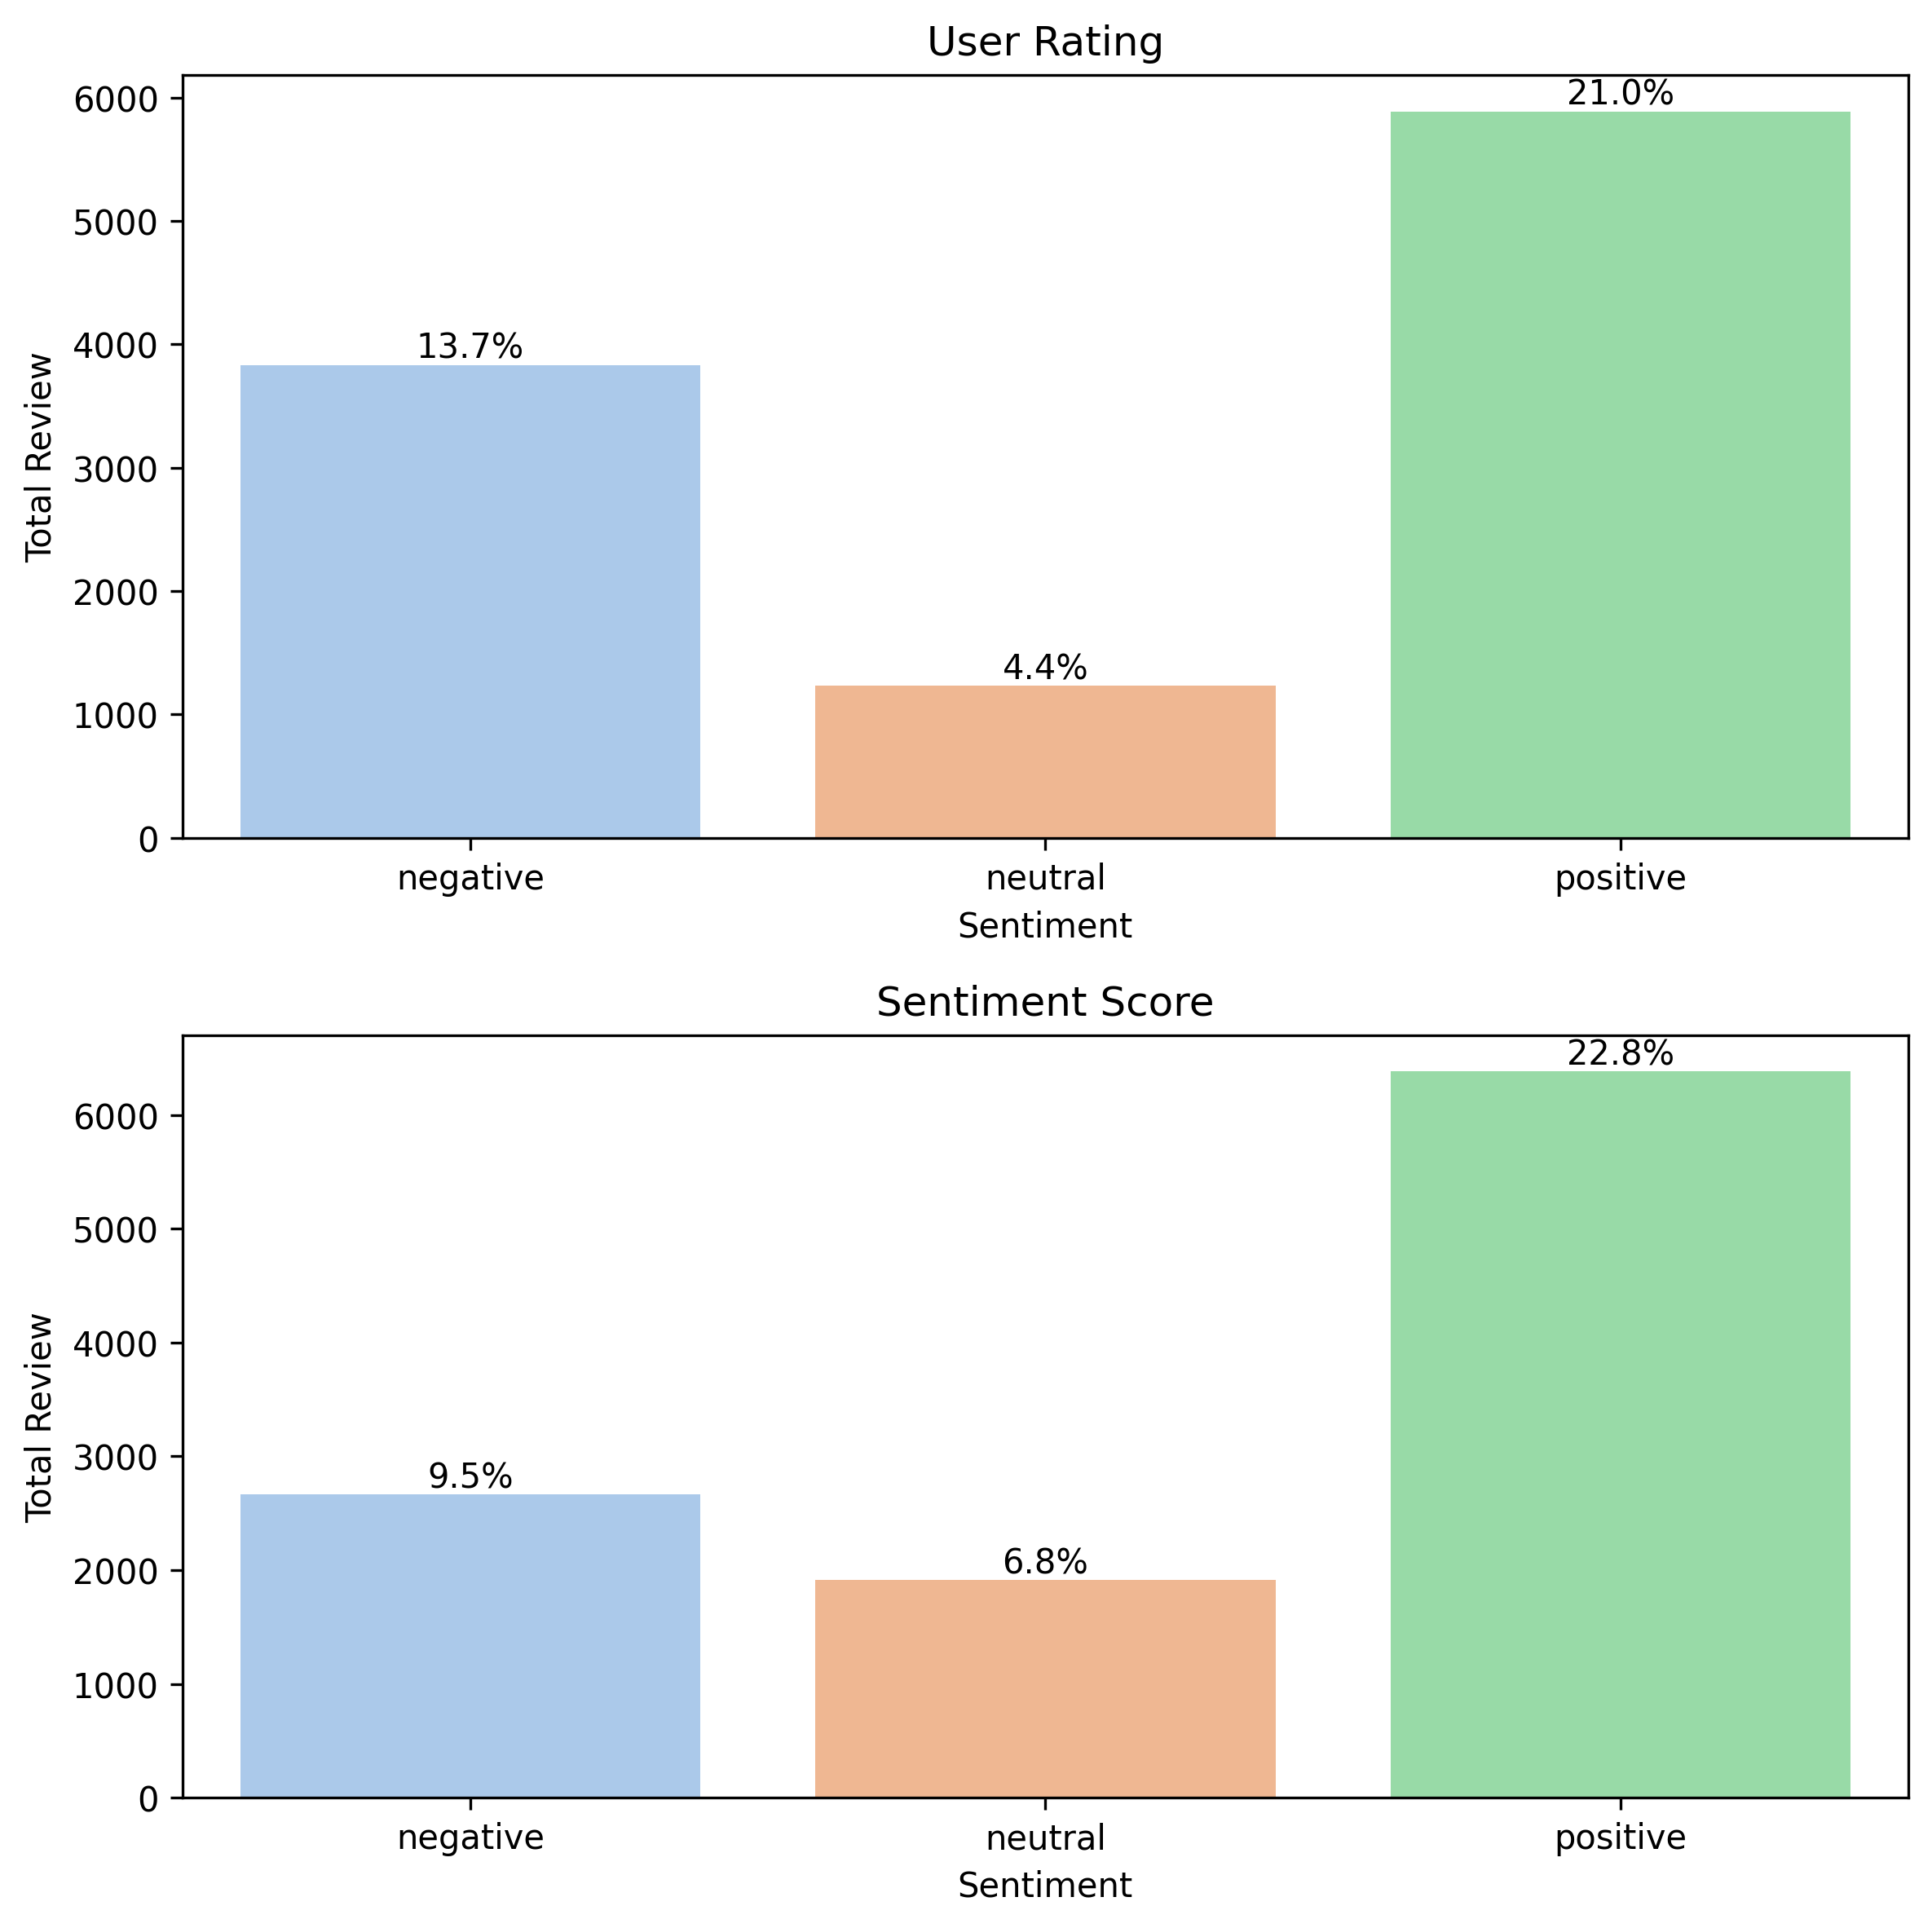 User Rating
Total Review
6000
5000
4000
3000
2000
1000
0
13.7%
4.4%
21.0%
negative
neutral
positive
Sentiment
Sentiment Score
Total Review
6000
5000
4000
3000
2000
1000
0
9.5%
6.8%
22.8%
negative
neutral
positive
Sentiment